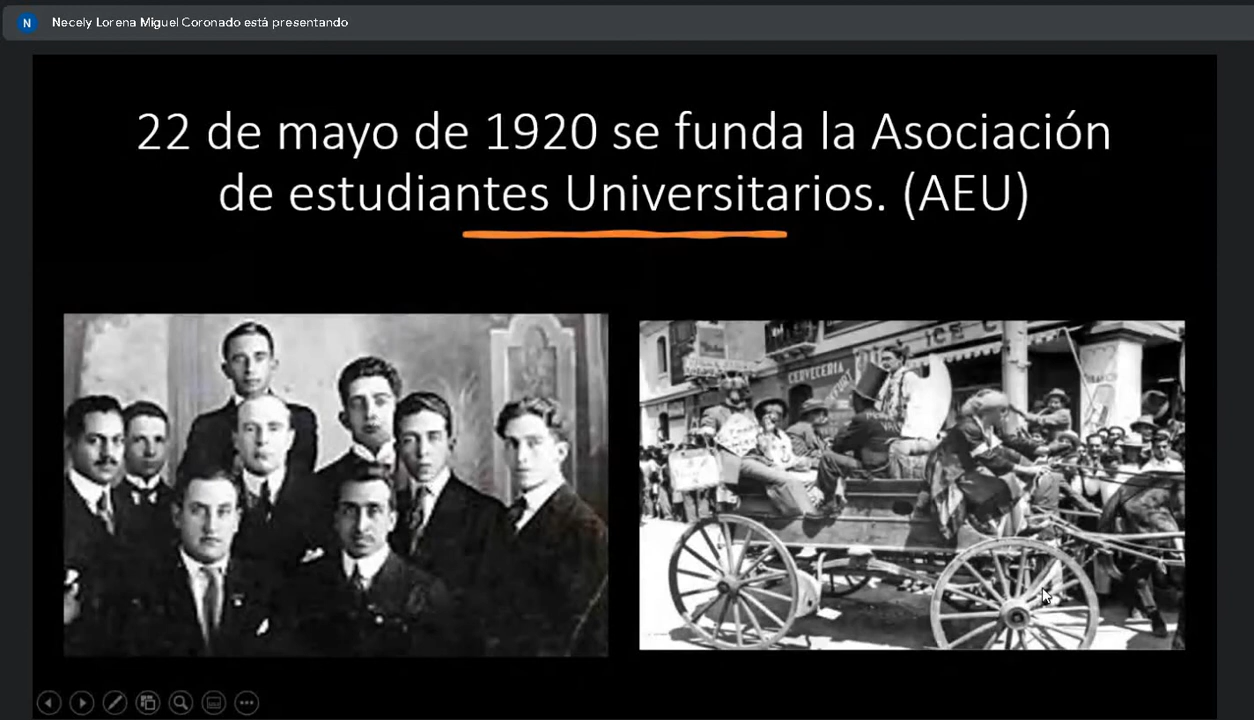 N Necely Lorena Miguel Coronado está presentando
22 de mayo de 1920 se funda la Asociación
de estudiantes Universitarios. (AEU)
ICE C
CERVECERIA